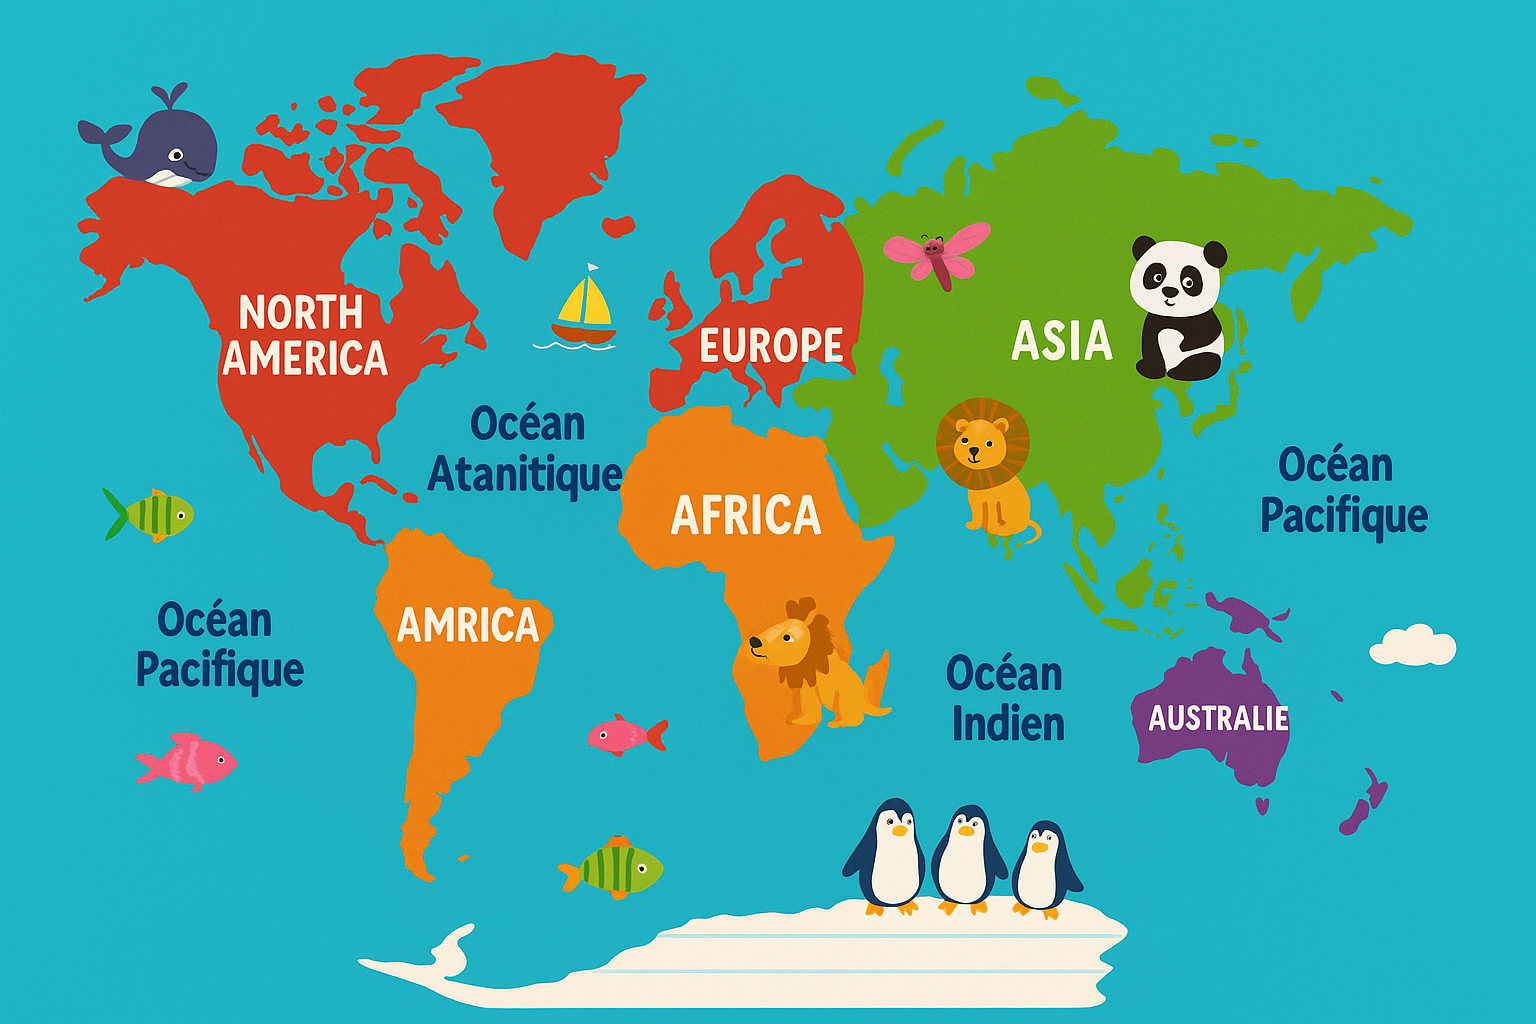 NORTH
AMERICA
EUROPE
ASIA
Océan
Atanitique
Océan
Pacifique
AFRICA
Océan
Pacifique
AMRICA
Océan
Indien
AUSTRALIE